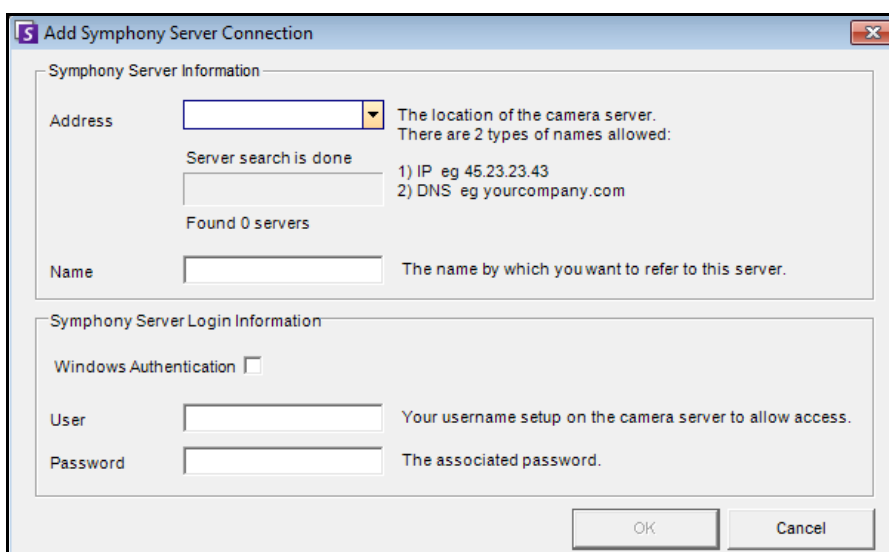 Add Symphony Server Connection
Symphony Server Information
Address
The location of the camera server.
There are 2 types of names allowed:
Server search is done
1) IP eg 45.23.23.43
2) DNS eg yourcompany.com
Found 0 servers
Name
The name by which you want to refer to this server.
Symphony Server Login Information
Windows Authentication
User
Your username setup on the camera server to allow access.
Password
The associated password.
OK
Cancel